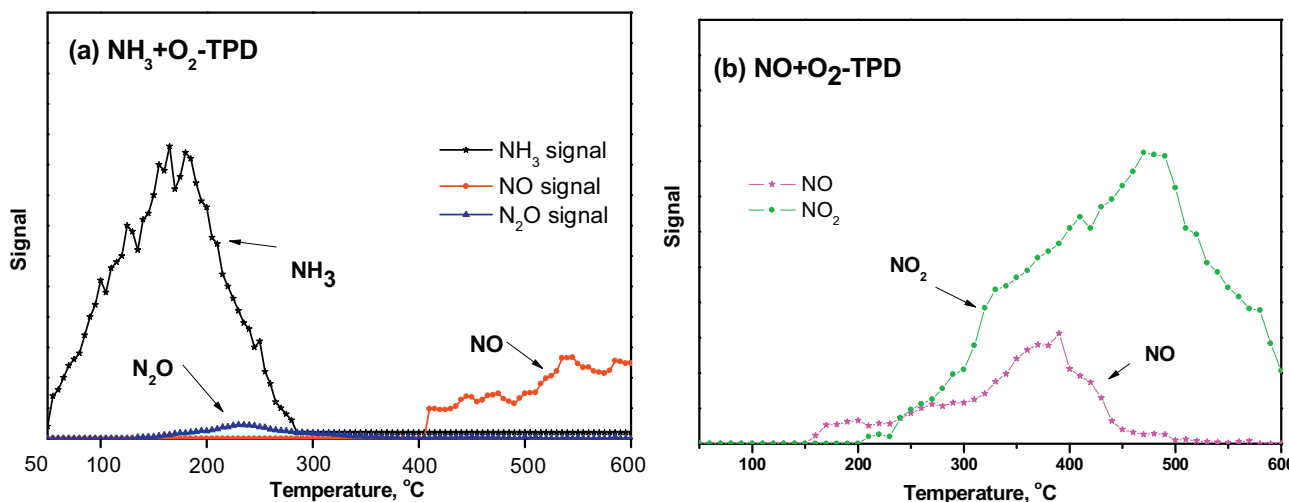 (a) NH₃+O₂-TPD
Signal
NH₃ signal
NO signal
N₂O signal
NH₃
N₂O
NO
50 100 200 300 400 500 600
Temperature, °C
(b) NO+O₂-TPD
Signal
NO
NO₂
NO₂
NO
100 200 300 400 500 600
Temperature, °C